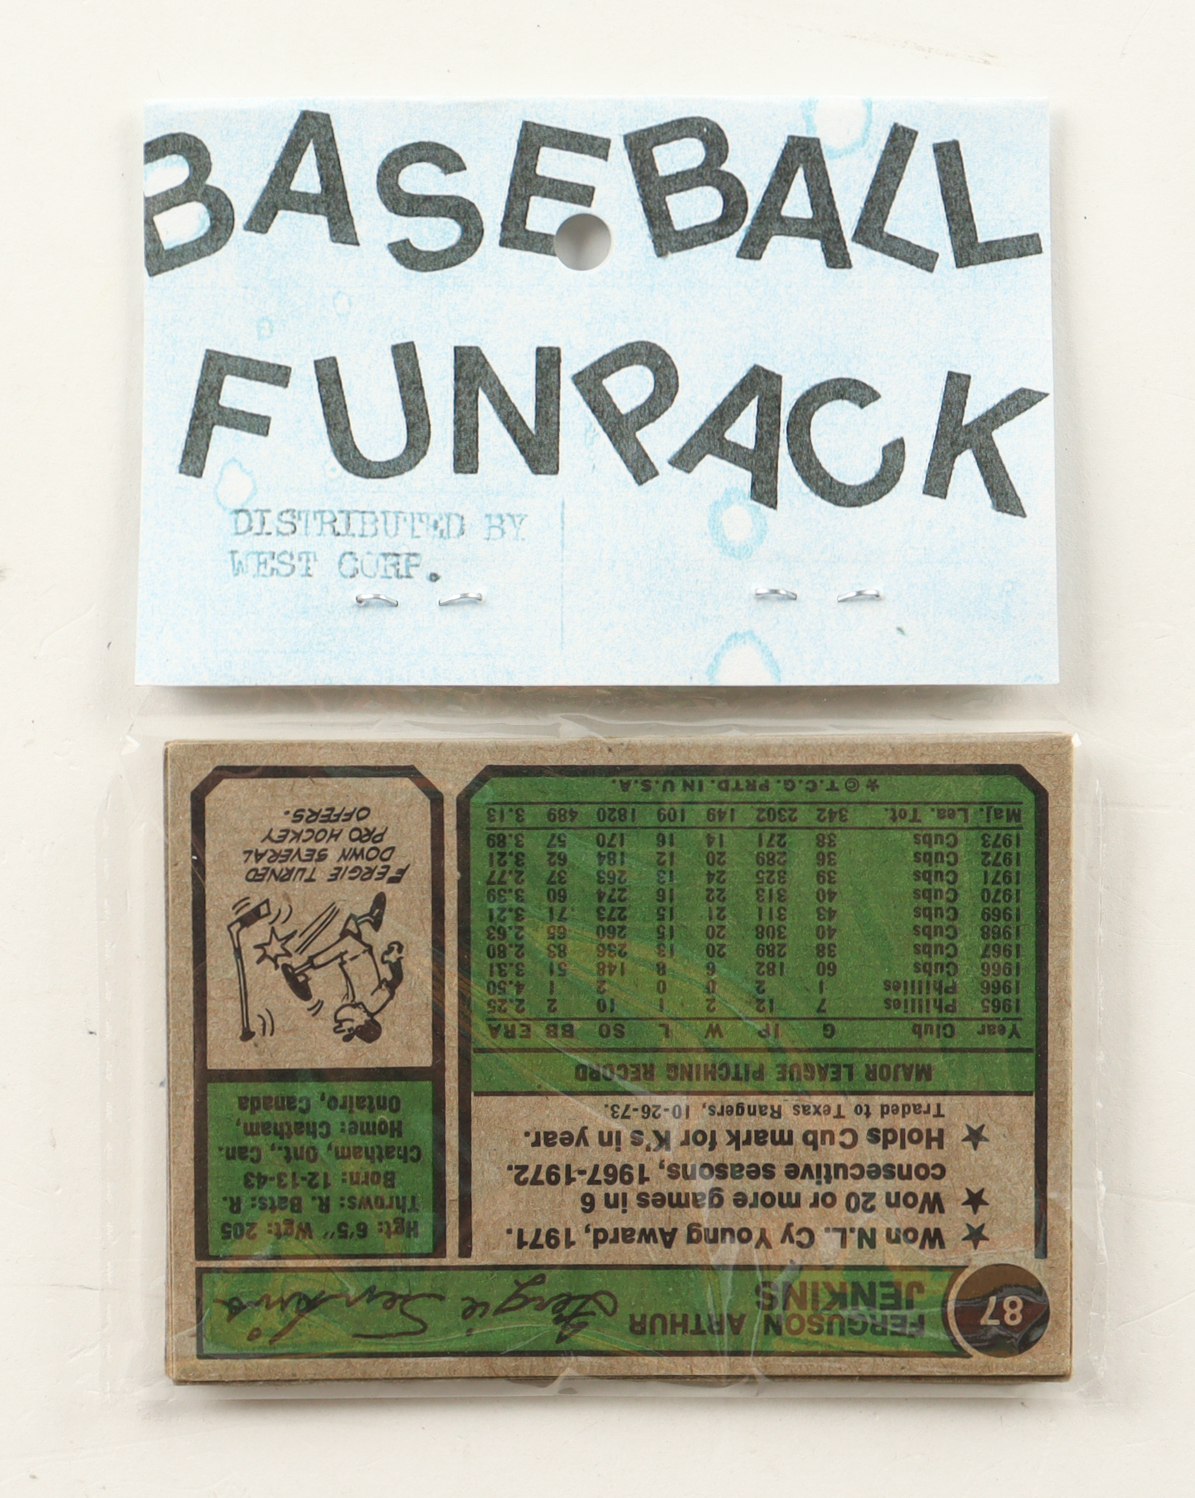 BASEBALL
FUNPACK
DISTRIBUTED BY
WEST CORP.
87
FERGUSON ARTHUR
JENKINS
Fergie Jenkins
Hgt: 6'5" Wgt: 205
Throws: R. Bats: R.
Born: 12-13-43
Chatham, Ont., Can.
Home: Chatham,
Ontairo, Canada
★ Won N.L. Cy Young Award, 1971.
★ Won 20 or more games in 6
consecutive seasons, 1967-1972.
★ Holds Cub mark for K's in year.
Traded to Texas Rangers, 10-26-73.
MAJOR LEAGUE PITCHING RECORD
Year Club G IP W L SO BB ERA
1965 Phillies 7 12 2 1 10 2 2.25
1966 Phillies 1 2 0 0 2 1 4.50
1966 Cubs 60 182 6 8 148 51 3.31
1967 Cubs 38 289 20 13 236 83 2.80
1968 Cubs 40 308 20 15 260 65 2.63
1969 Cubs 43 311 21 15 273 71 3.21
1970 Cubs 40 313 22 16 274 60 3.39
1971 Cubs 39 325 24 13 263 37 2.77
1972 Cubs 36 289 20 12 184 62 3.21
1973 Cubs 38 271 14 16 170 57 3.89
Maj. Lea. Tot. 342 2302 149 109 1820 489 3.13
★ © T.C.G. PRTD. IN U.S.A.
FERGIE TURNED
DOWN SEVERAL
PRO HOCKEY
OFFERS.